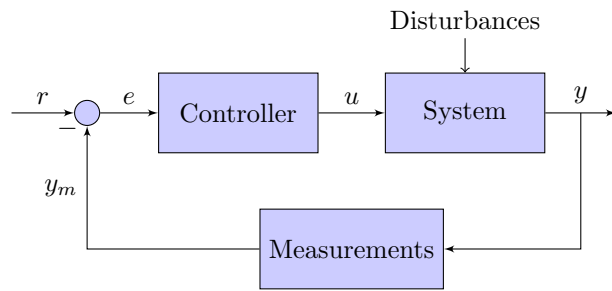 Disturbances
r
e
Controller
u
System
y
−
y_m
Measurements